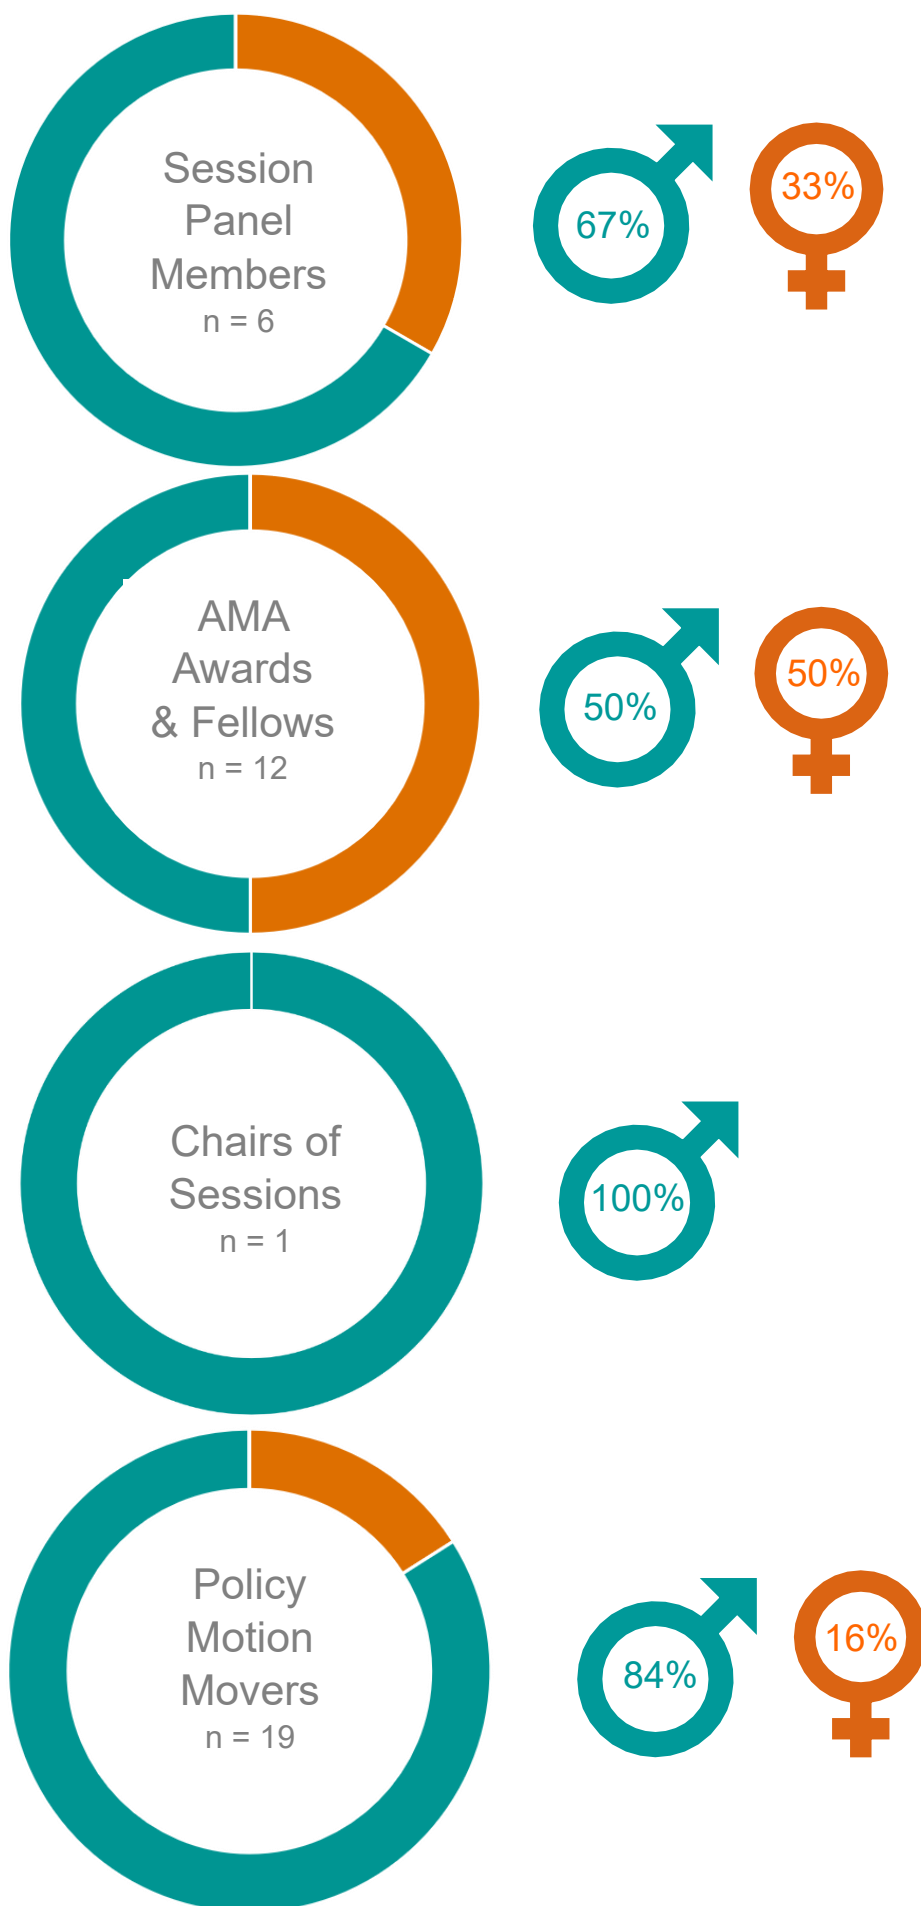 Session
Panel
Members
n = 6
67%
33%
AMA
Awards
& Fellows
n = 12
50%
50%
Chairs of
Sessions
n = 1
100%
Policy
Motion
Movers
n = 19
84%
16%